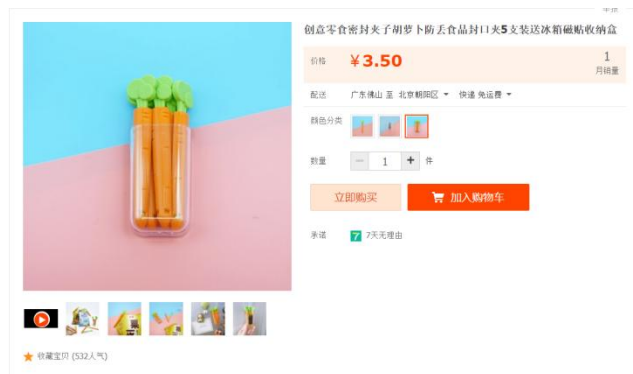 举报
创意零食密封夹子胡萝卜防丢食品封口夹5支装送冰箱磁贴收纳盒
价格 ¥3.50 1
月销量
配送 广东佛山 至 北京朝阳区 快递 免运费
颜色分类
数量 − 1 + 件
立即购买 加入购物车
承诺 7 7天无理由
收藏宝贝 (532人气)